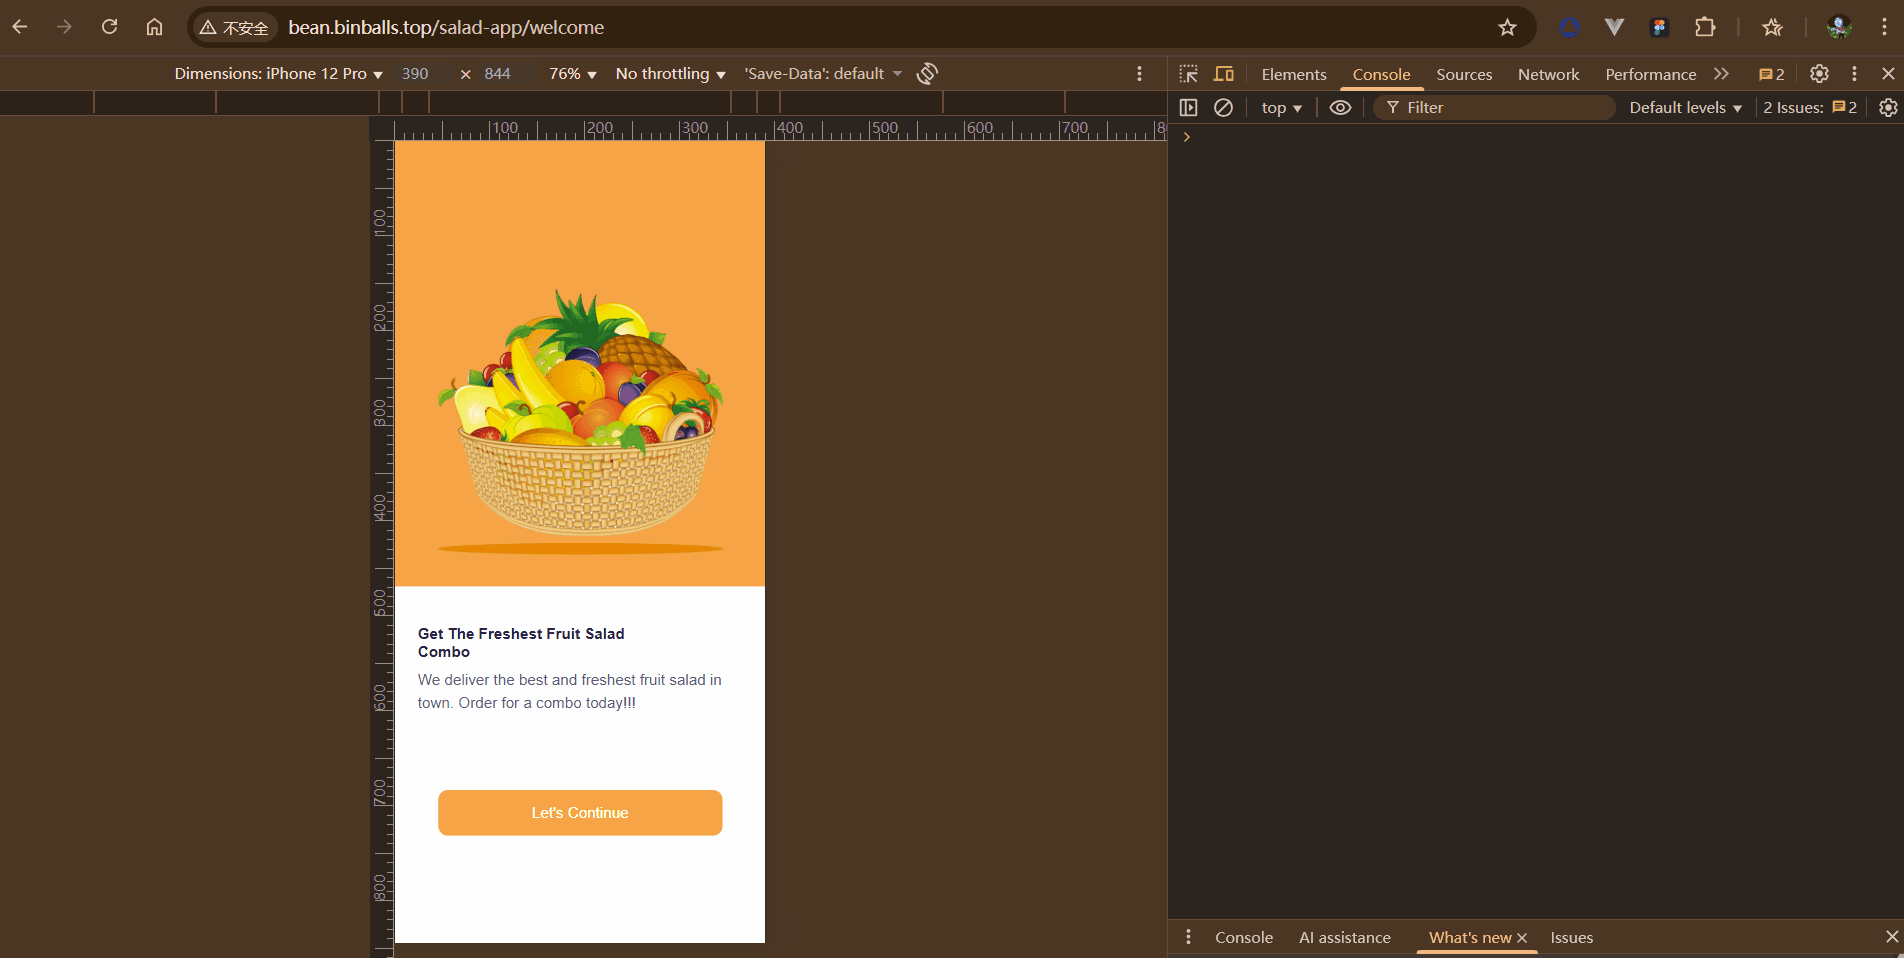 不安全 bean.binballs.top/salad-app/welcome
Dimensions: iPhone 12 Pro 390 × 844 76% No throttling 'Save-Data': default
Elements Console Sources Network Performance 2
top Filter Default levels 2 Issues: 2
100 200 300 400 500 600 700 8
100
200
300
400
500
600
700
800
Get The Freshest Fruit Salad
Combo
We deliver the best and freshest fruit salad in
town. Order for a combo today!!!
Let's Continue
Console AI assistance What's new Issues